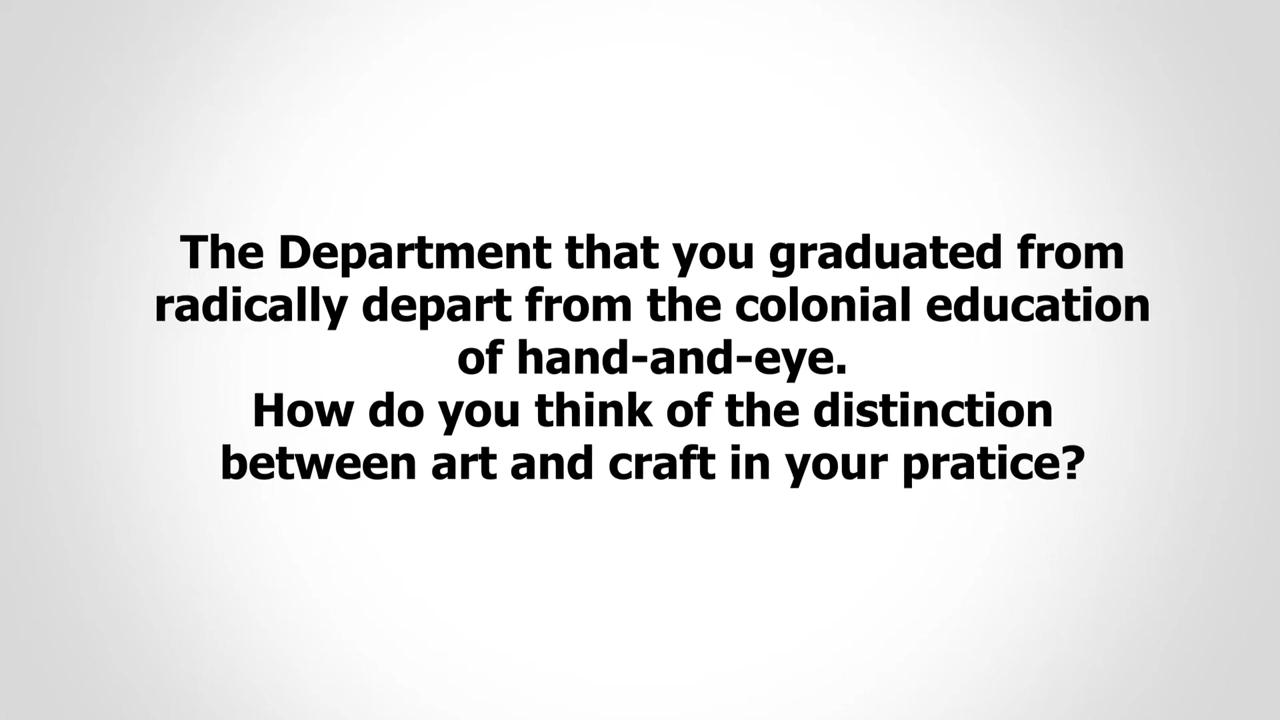 The Department that you graduated from
radically depart from the colonial education
of hand-and-eye.
How do you think of the distinction
between art and craft in your pratice?